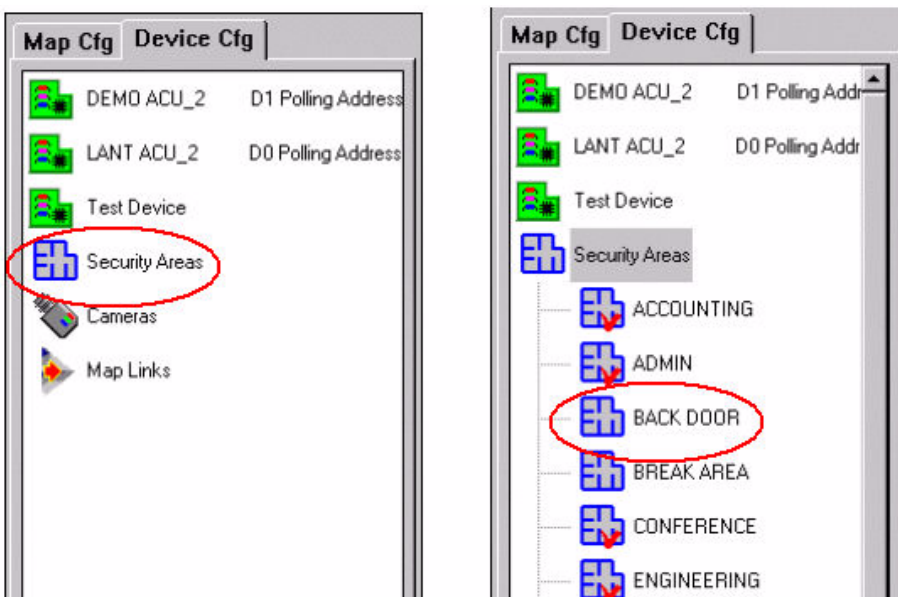 Map Cfg Device Cfg
DEMO ACU_2 D1 Polling Address
LANT ACU_2 D0 Polling Address
Test Device
Security Areas
Cameras
Map Links
Map Cfg Device Cfg
DEMO ACU_2 D1 Polling Addr
LANT ACU_2 D0 Polling Addr
Test Device
Security Areas
ACCOUNTING
ADMIN
BACK DOOR
BREAK AREA
CONFERENCE
ENGINEERING